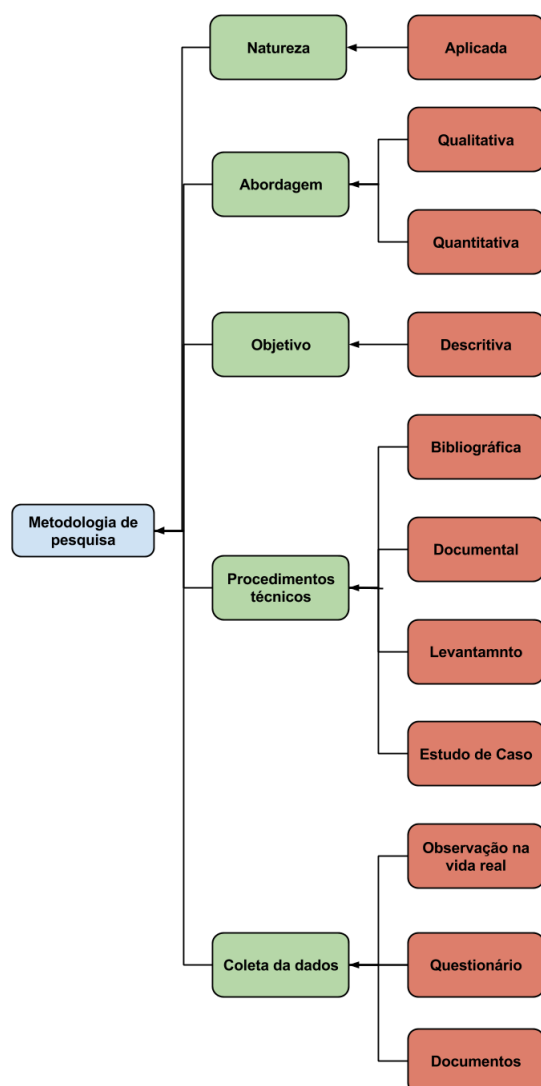 Natureza
Aplicada
Qualitativa
Abordagem
Quantitativa
Objetivo
Descritiva
Bibliográfica
Metodologia de
pesquisa
Documental
Procedimentos
técnicos
Levantamnto
Estudo de Caso
Observação na
vida real
Coleta da dados
Questionário
Documentos